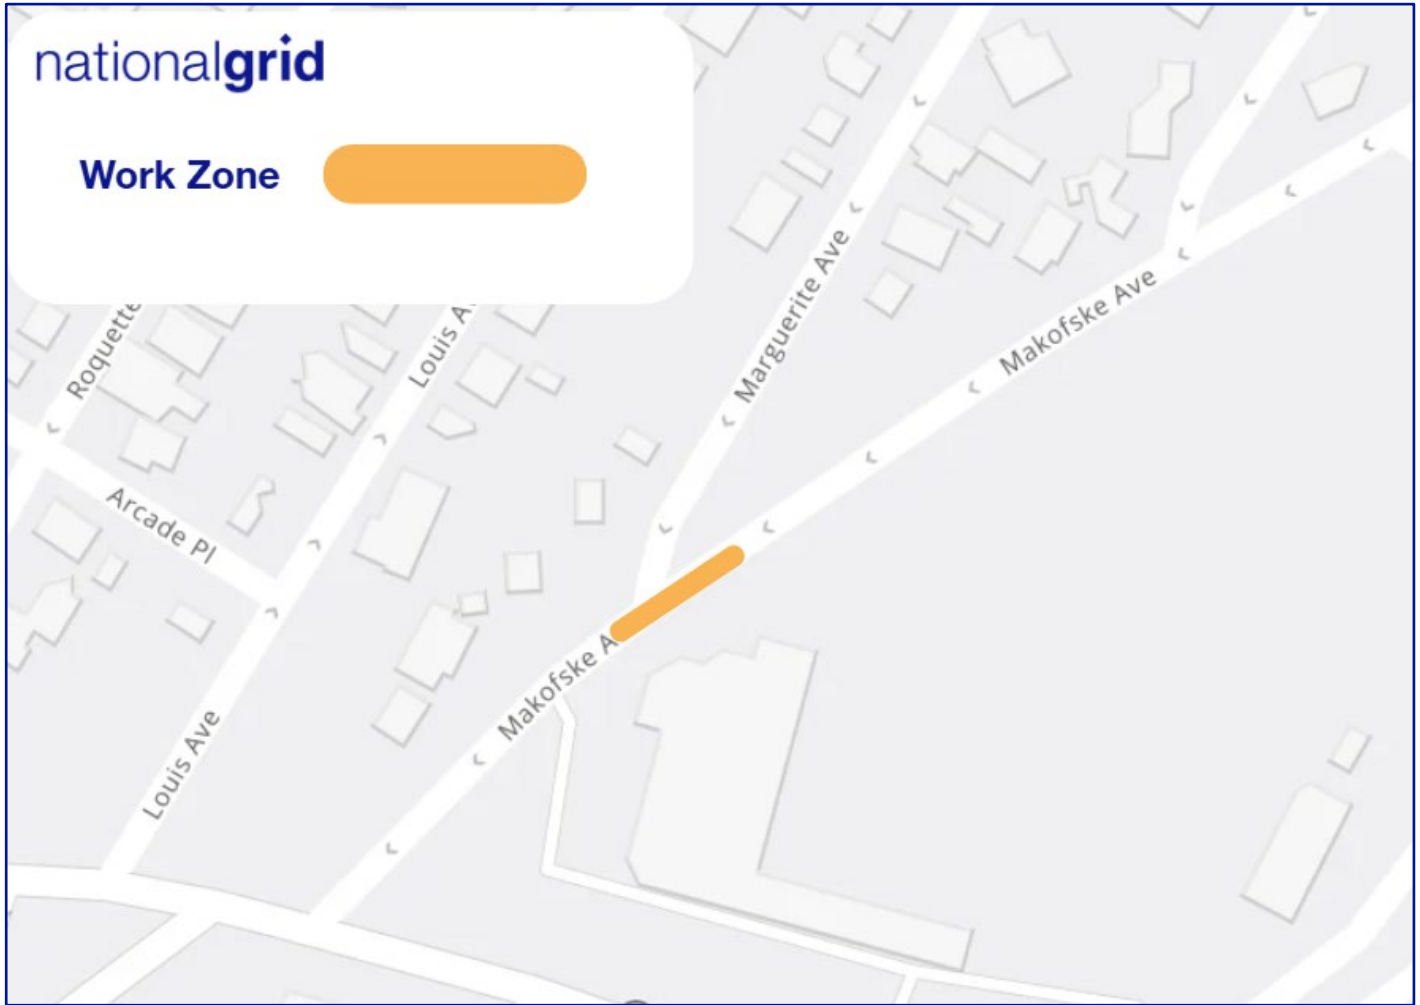 nationalgrid
Work Zone
Roquette
Louis A
Marguerite Ave
Makofske Ave
Arcade Pl
Makofske A
Louis Ave